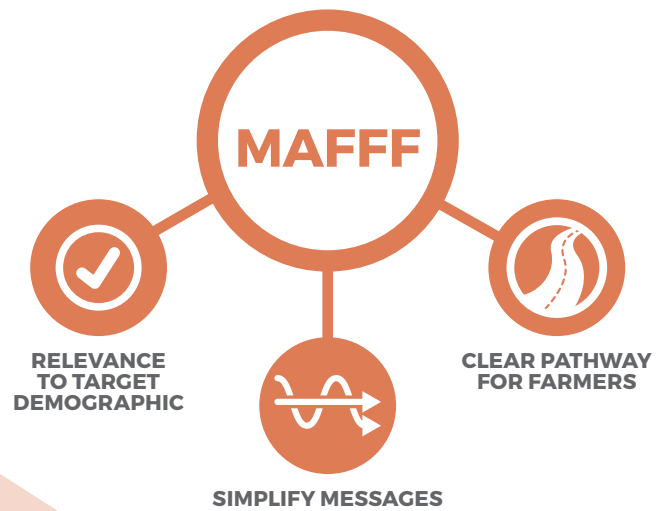 MAFFF
RELEVANCE
TO TARGET
DEMOGRAPHIC
SIMPLIFY MESSAGES
CLEAR PATHWAY
FOR FARMERS